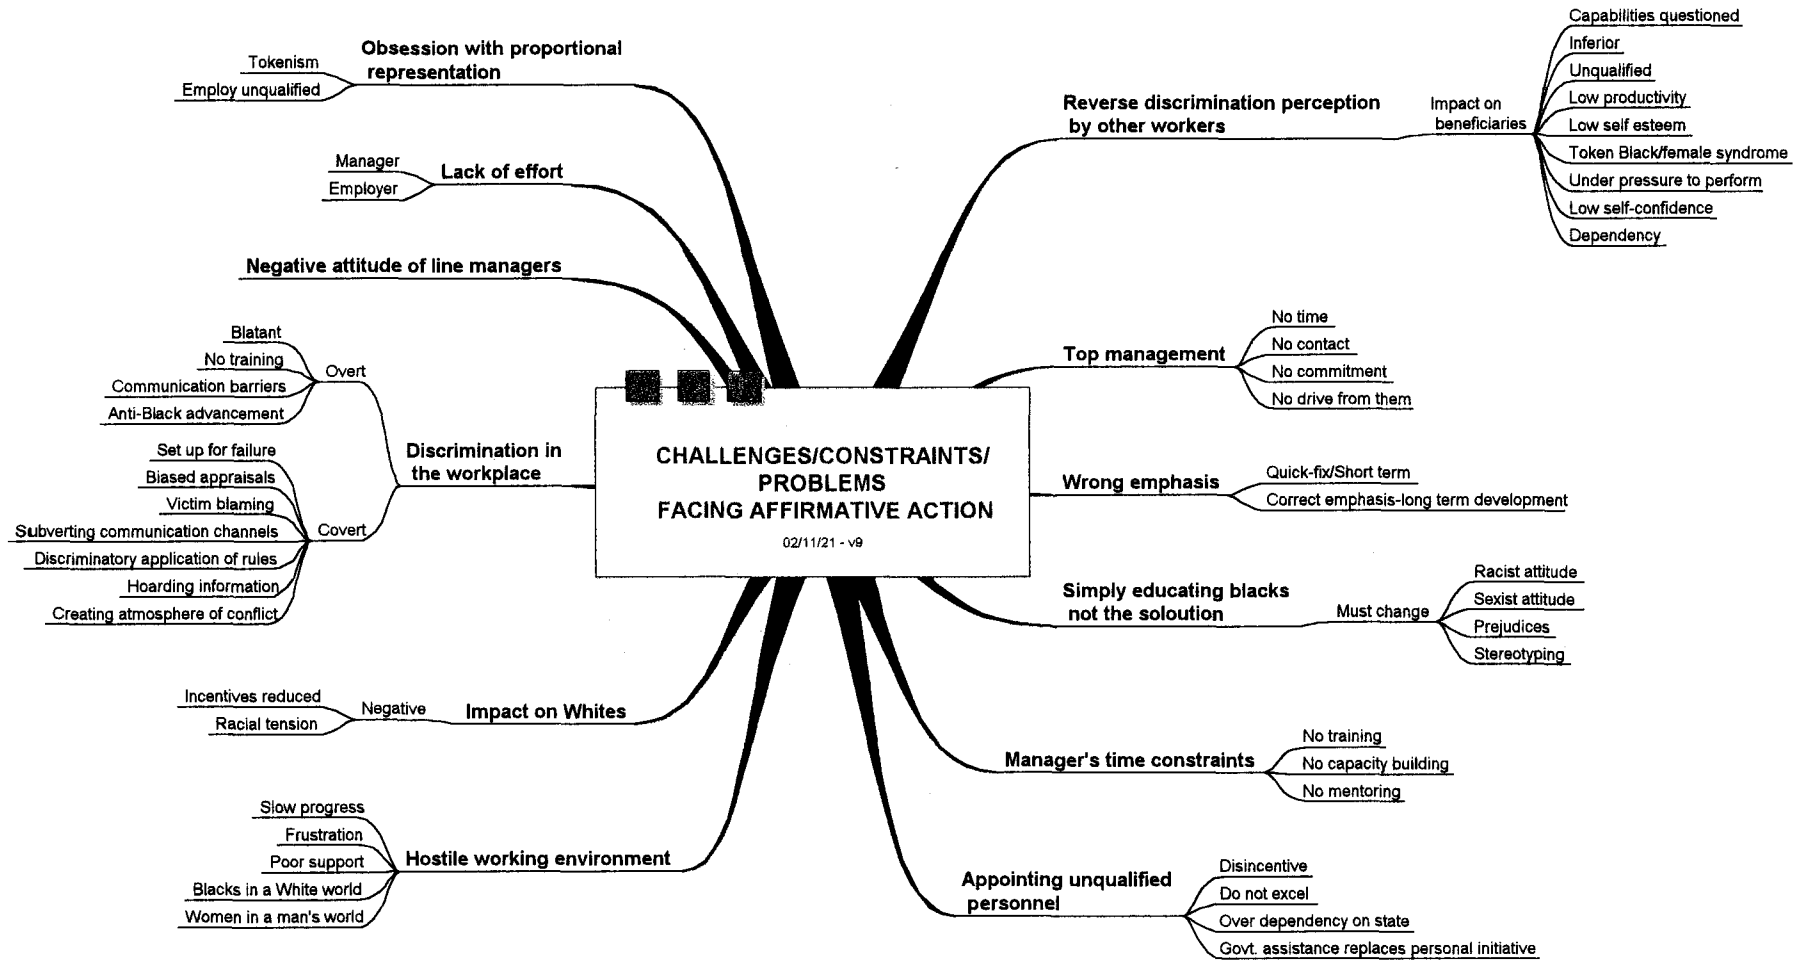 CHALLENGES/CONSTRAINTS/
PROBLEMS
FACING AFFIRMATIVE ACTION
02/11/21 - v9
Reverse discrimination perception
by other workers
Impact on
beneficiaries
Capabilities questioned
Inferior
Unqualified
Low productivity
Low self esteem
Token Black/female syndrome
Under pressure to perform
Low self-confidence
Dependency
Top management
No time
No contact
No commitment
No drive from them
Wrong emphasis
Quick-fix/Short term
Correct emphasis-long term development
Simply educating blacks
not the soloution
Must change
Racist attitude
Sexist attitude
Prejudices
Stereotyping
Manager's time constraints
No training
No capacity building
No mentoring
Appointing unqualified
personnel
Disincentive
Do not excel
Over dependency on state
Govt. assistance replaces personal initiative
Hostile working environment
Slow progress
Frustration
Poor support
Blacks in a White world
Women in a man's world
Impact on Whites
Negative
Incentives reduced
Racial tension
Discrimination in
the workplace
Overt
Blatant
No training
Communication barriers
Anti-Black advancement
Covert
Set up for failure
Biased appraisals
Victim blaming
Subverting communication channels
Discriminatory application of rules
Hoarding information
Creating atmosphere of conflict
Negative attitude of line managers
Lack of effort
Manager
Employer
Obsession with proportional
representation
Tokenism
Employ unqualified